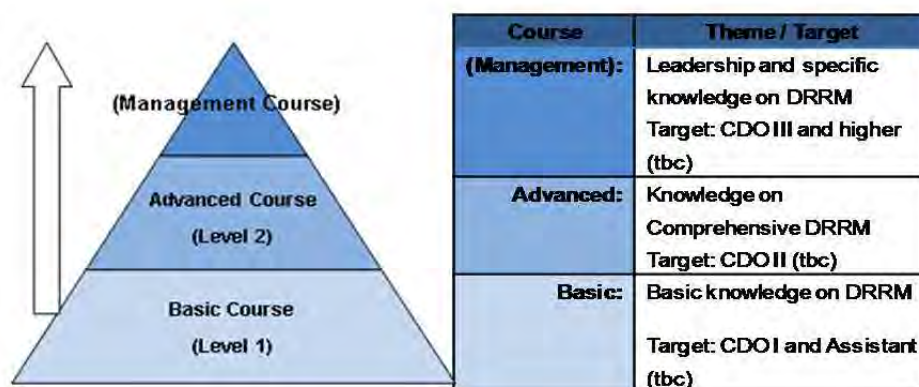 (Management Course)
Advanced Course
(Level 2)
Basic Course
(Level 1)
Course Theme / Target
(Management): Leadership and specific
knowledge on DRRM
Target: CDO III and higher
(tbc)
Advanced: Knowledge on
Comprehensive DRRM
Target: CDO II (tbc)
Basic: Basic knowledge on DRRM
Target: CDO I and Assistant
(tbc)